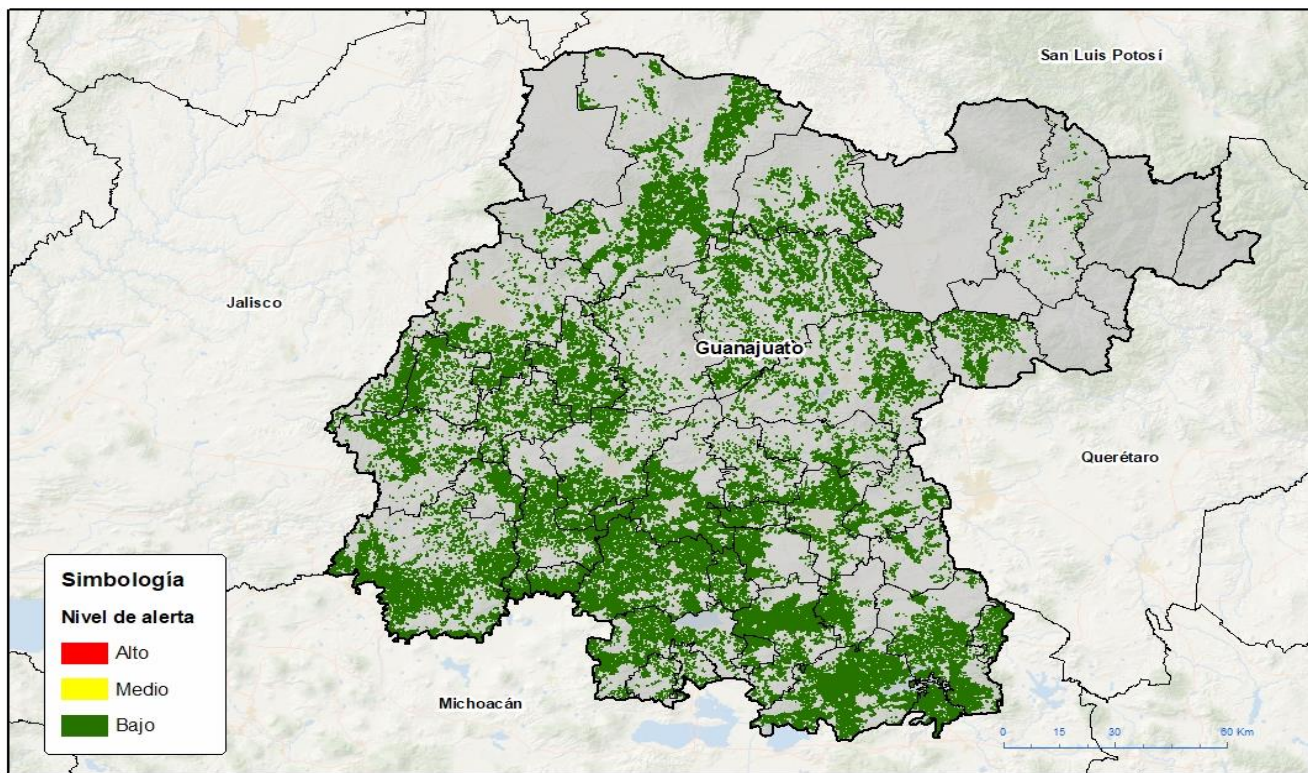 San Luis Potosí
Jalisco
Guanajuato
Querétaro
Simbología
Nivel de alerta
Alto
Medio
Bajo
Michoacán
0 15 30 60 Km